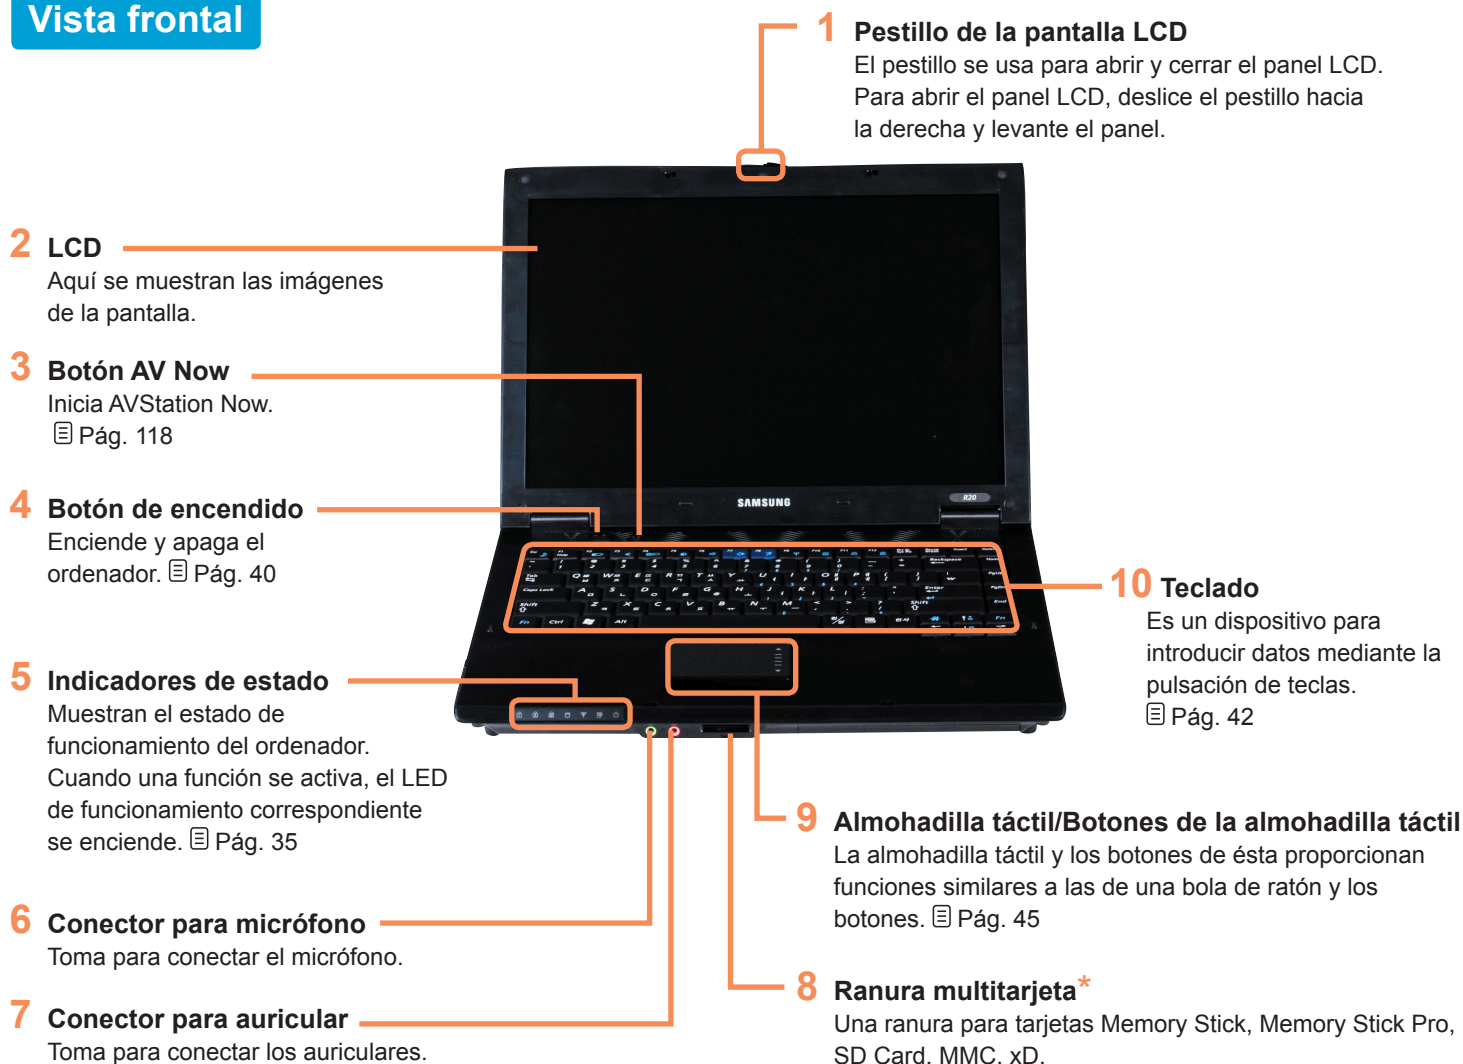 Vista frontal
1 Pestillo de la pantalla LCD
El pestillo se usa para abrir y cerrar el panel LCD.
Para abrir el panel LCD, deslice el pestillo hacia
la derecha y levante el panel.
2 LCD
Aquí se muestran las imágenes
de la pantalla.
3 Botón AV Now
Inicia AVStation Now.
Pág. 118
4 Botón de encendido
Enciende y apaga el
ordenador. Pág. 40
5 Indicadores de estado
Muestran el estado de
funcionamiento del ordenador.
Cuando una función se activa, el LED
de funcionamiento correspondiente
se enciende. Pág. 35
6 Conector para micrófono
Toma para conectar el micrófono.
7 Conector para auricular
Toma para conectar los auriculares.
SAMSUNG
R20
10 Teclado
Es un dispositivo para
introducir datos mediante la
pulsación de teclas.
Pág. 42
9 Almohadilla táctil/Botones de la almohadilla táctil
La almohadilla táctil y los botones de ésta proporcionan
funciones similares a las de una bola de ratón y los
botones. Pág. 45
8 Ranura multitarjeta*
Una ranura para tarjetas Memory Stick, Memory Stick Pro,
SD Card, MMC, xD.